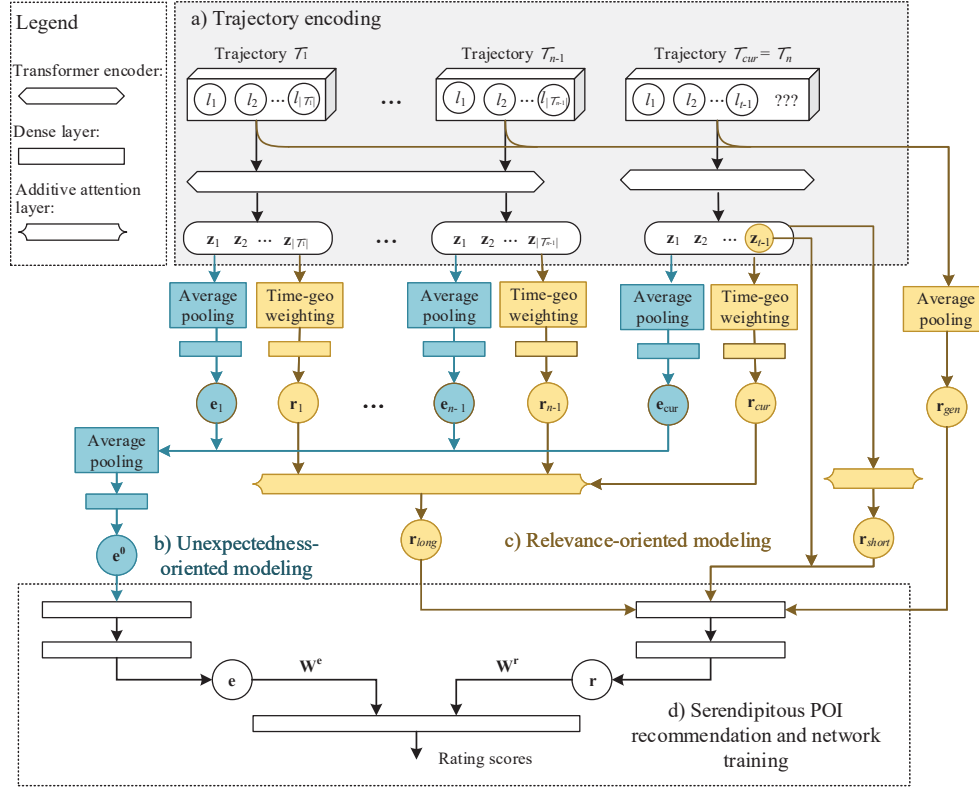 Legend
Transformer encoder:
Dense layer:
Additive attention
layer:
a) Trajectory encoding
Trajectory 𝒯₁
Trajectory 𝒯ₙ₋₁
Trajectory 𝒯cur = 𝒯ₙ
l₁ l₂ ... l|𝒯₁|
...
l₁ l₂ ... l|𝒯ₙ₋₁|
l₁ l₂ ... lt-1 ???
z₁ z₂ ... z|𝒯₁|
...
z₁ z₂ ... z|𝒯ₙ₋₁|
z₁ z₂ ... zt-1
Average
pooling
Time-geo
weighting
Average
pooling
Time-geo
weighting
Average
pooling
Time-geo
weighting
Average
pooling
e₁
r₁
...
en-1
rn-1
ecur
rcur
rgen
Average
pooling
e⁰
b) Unexpectedness-
oriented modeling
rlong
c) Relevance-oriented modeling
rshort
e
Wᵉ
Wʳ
r
d) Serendipitous POI
recommendation and network
training
Rating scores